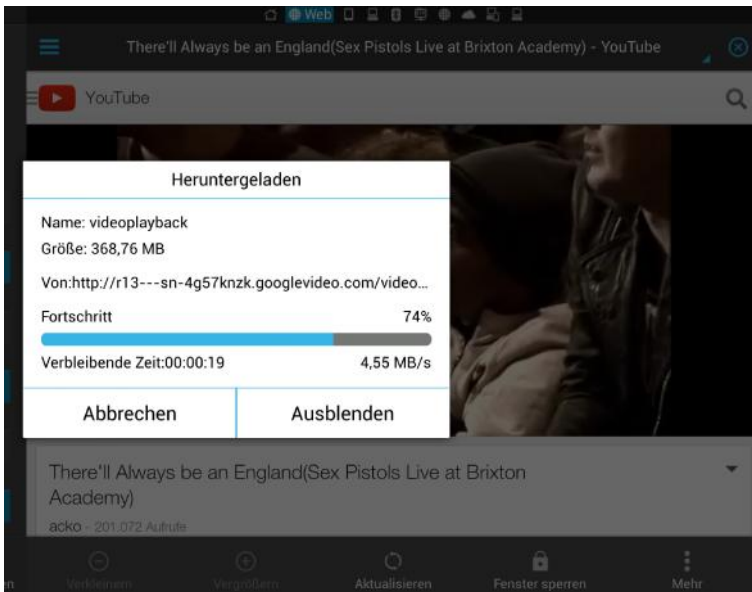 Web
There'll Always be an England(Sex Pistols Live at Brixton Academy) - YouTube
YouTube
Heruntergeladen
Name: videoplayback
Größe: 368,76 MB
Von:http://r13---sn-4g57knzk.googlevideo.com/video...
Fortschritt 74%
Verbleibende Zeit:00:00:19 4,55 MB/s
Abbrechen Ausblenden
There'll Always be an England(Sex Pistols Live at Brixton
Academy)
acko - 201.072 Aufrufe
en Verkleinern Vergrößern Aktualisieren Fenster sperren Mehr